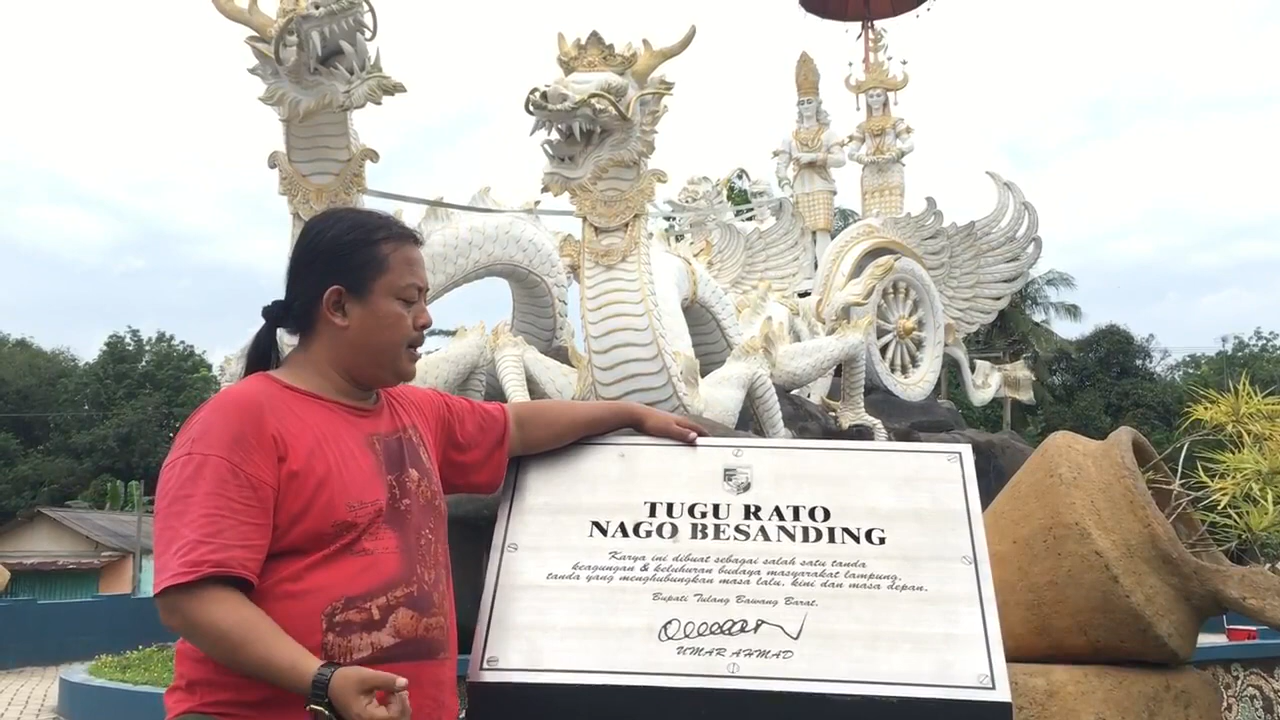 TUGU RATO
NAGO BESANDING
Karya ini dibuat sebagai salah satu tanda
keagungan & keluhuran budaya masyarakat lampung,
tanda yang menghubungkan masa lalu, kini dan masa depan.
Bupati Tulang Bawang Barat,
UMAR AHMAD